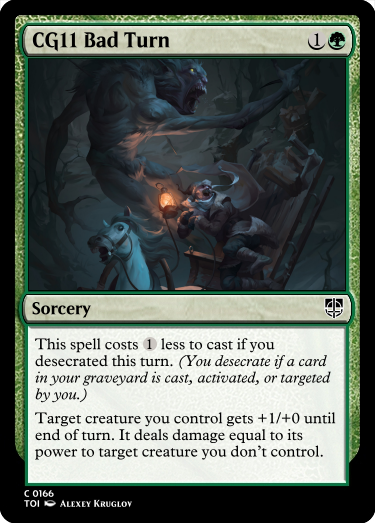 CG11 Bad Turn 1
Sorcery
This spell costs 1 less to cast if you
desecrated this turn. (You desecrate if a card
in your graveyard is cast, activated, or targeted
by you.)
Target creature you control gets +1/+0 until
end of turn. It deals damage equal to its
power to target creature you don't control.
C 0166
TOI Alexey Kruglov